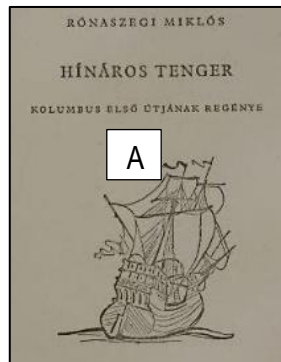 RÓNASZEGI MIKLÓS
HÍNÁROS TENGER
KOLUMBUS ELSŐ ÚTJÁNAK REGÉNYE
A